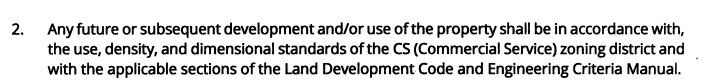 2. Any future or subsequent development and/or use of the property shall be in accordance with,
the use, density, and dimensional standards of the CS (Commercial Service) zoning district and
with the applicable sections of the Land Development Code and Engineering Criteria Manual.